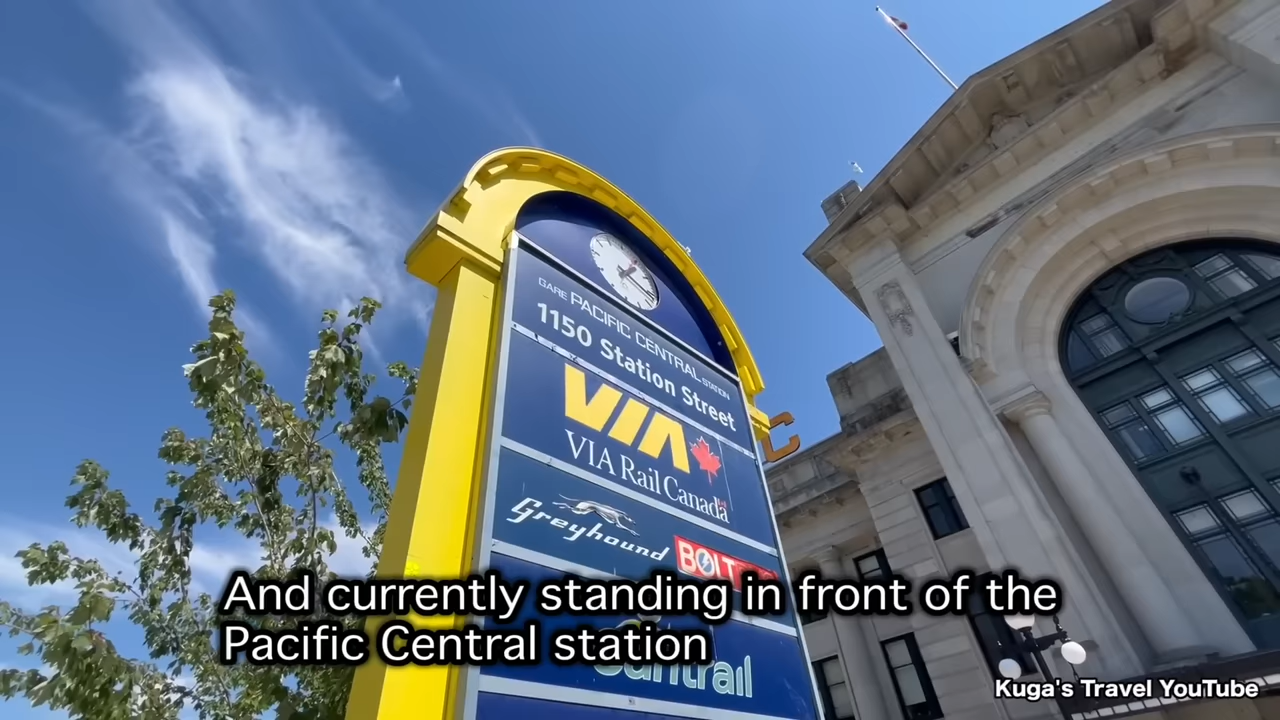 GARE PACIFIC CENTRAL STATION
1150 Station Street
VIA
VIA Rail Canada
Greyhound
BOLT
And currently standing in front of the
Pacific Central station
Kuga's Travel YouTube
C